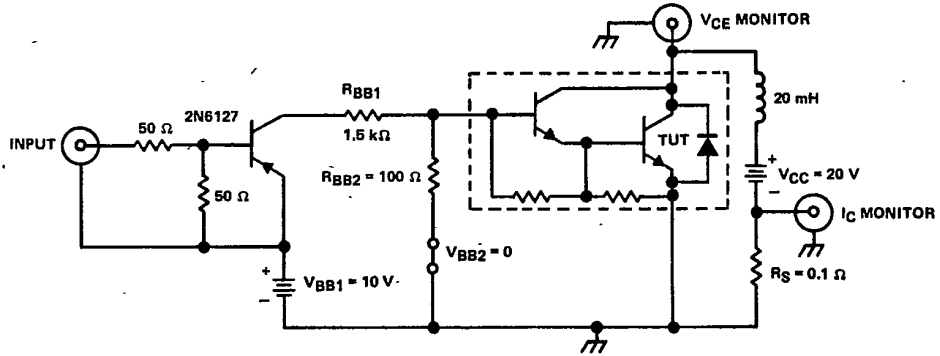 VCE MONITOR
RBB1
20 mH
2N6127
50 Ω
1.5 kΩ
INPUT
TUT
RBB2 = 100 Ω
VCC = 20 V
50 Ω
IC MONITOR
VBB2 = 0
RS = 0.1 Ω
VBB1 = 10 V